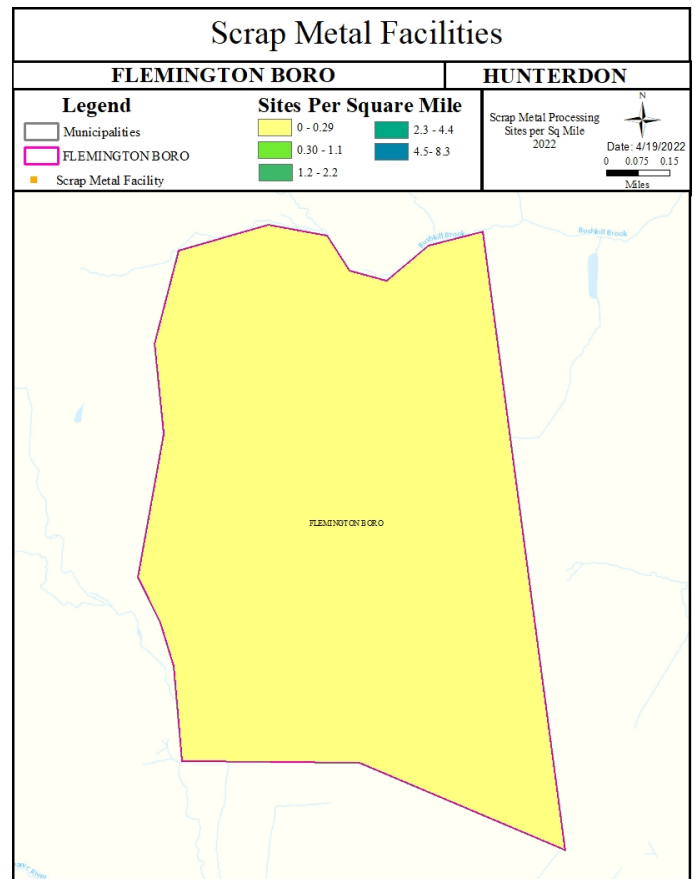 Scrap Metal Facilities
FLEMINGTON BORO
HUNTERDON
Legend
Municipalities
FLEMINGTON BORO
Scrap Metal Facility
Sites Per Square Mile
0 - 0.29
0.30 - 1.1
1.2 - 2.2
2.3 - 4.4
4.5- 8.3
Scrap Metal Processing
Sites per Sq Mile
2022
N
Date: 4/19/2022
0 0.075 0.15
Miles
Bushkill Brook
Bushkill Brook
FLEMINGTON BORO
River